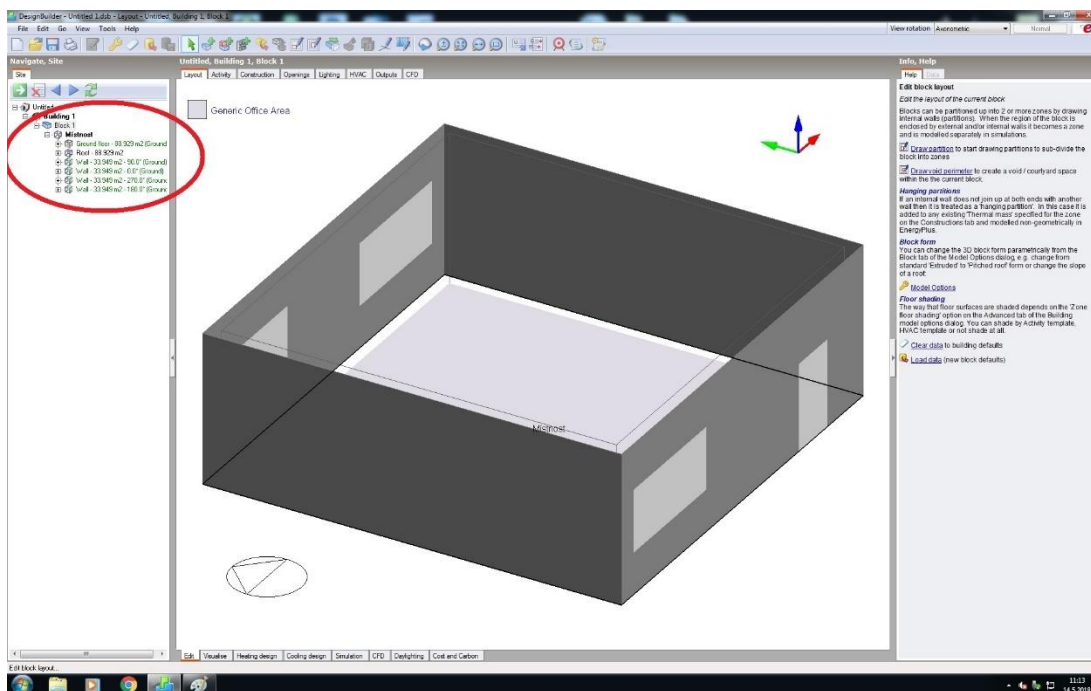 DesignBuilder - Untitled 1.dsb - Layout - Untitled, Building 1, Block 1
File Edit Go View Tools Help
View rotation Axonometric
Normal
Navigate, Site
Site
Untitled
Building 1
Block 1
Mistnost
Ground floor - 88.929 m2 (Ground
Roof - 88.929 m2
Wall - 33.949 m2 - 90.0° (Ground)
Wall - 33.949 m2 - 0.0° (Ground)
Wall - 33.949 m2 - 270.0° (Ground
Wall - 33.949 m2 - 180.0° (Ground
Edit block layout...
Untitled, Building 1, Block 1
Layout Activity Construction Openings Lighting HVAC Outputs CFD
Generic Office Area
Mistnost
Edit Visualise Heating design Cooling design Simulation CFD Daylighting Cost and Carbon
Info, Help
Help Data
Edit block layout
Edit the layout of the current block
Blocks can be partitioned up into 2 or more zones by drawing
internal walls (partitions). When the region of the block is
enclosed by external and/or internal walls it becomes a zone
and is modelled separately in simulations.
Draw partition to start drawing partitions to sub-divide the
block into zones
Draw void perimeter to create a void / courtyard space
within the the current block.
Hanging partitions
If an internal wall does not join up at both ends with another
wall then it is treated as a 'hanging partition'. In this case it is
added to any existing 'Thermal mass' specified for the zone
on the Constructions tab and modelled non-geometrically in
EnergyPlus.
Block form
You can change the 3D block form parametrically from the
Block tab of the Model Options dialog, e.g. change from
standard 'Extruded' to 'Pitched roof' form or change the slope
of a roof.
Model Options
Floor shading
The way that floor surfaces are shaded depends on the 'Zone
floor shading' option on the Advanced tab of the Building
model options dialog. You can shade by Activity template,
HVAC template or not shade at all.
Clear data to building defaults
Load data (new block defaults)
11:13